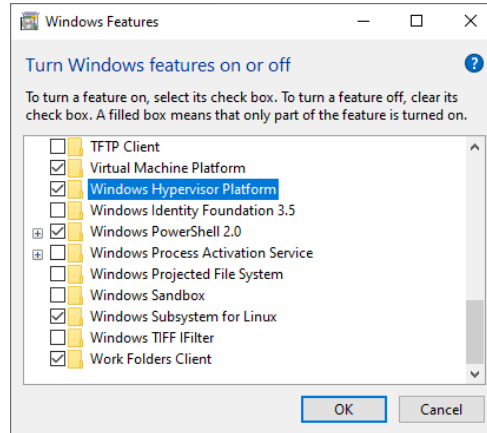 Windows Features
Turn Windows features on or off
To turn a feature on, select its check box. To turn a feature off, clear its
check box. A filled box means that only part of the feature is turned on.
TFTP Client
Virtual Machine Platform
Windows Hypervisor Platform
Windows Identity Foundation 3.5
Windows PowerShell 2.0
Windows Process Activation Service
Windows Projected File System
Windows Sandbox
Windows Subsystem for Linux
Windows TIFF IFilter
Work Folders Client
OK Cancel